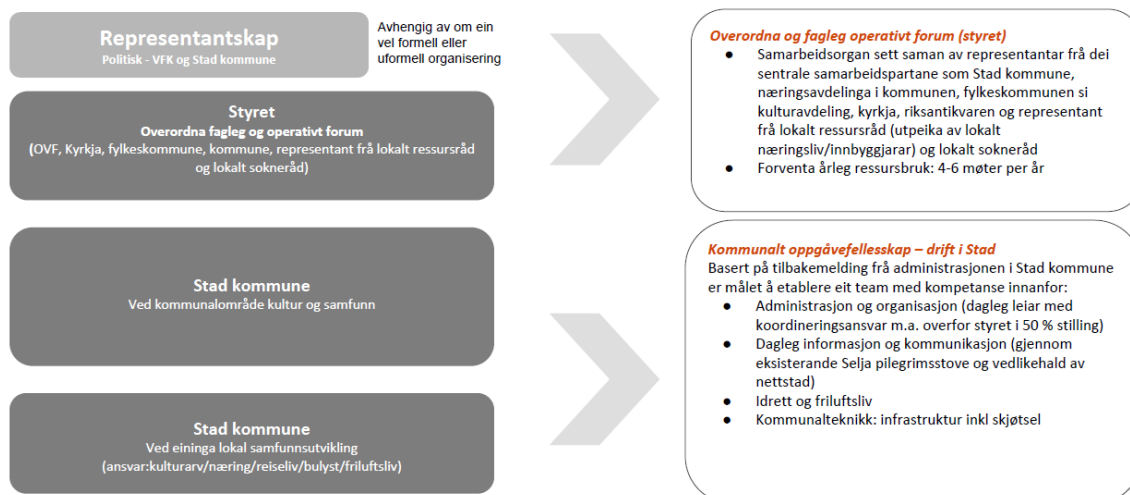 Representantskap
Politisk - VFK og Stad kommune
Avhengig av om ein
vel formell eller
uformell organisering
Styret
Overordna fagleg og operativt forum
(OVF, Kyrkja, fylkeskommune, kommune, representant frå lokalt ressursråd
og lokalt sokneråd)
Stad kommune
Ved kommunalområde kultur og samfunn
Stad kommune
Ved eininga lokal samfunnsutvikling
(ansvar:kulturarv/næring/reiseliv/bulyst/friluftsliv)
Overordna og fagleg operativt forum (styret)
● Samarbeidsorgan sett saman av representantar frå dei
sentrale samarbeidspartane som Stad kommune,
næringsavdelinga i kommunen, fylkeskommunen si
kulturavdeling, kyrkja, riksantikvaren og representant
frå lokalt ressursråd (utpeika av lokalt
næringsliv/innbyggjarar) og lokalt sokneråd
● Forventa årleg ressursbruk: 4-6 møter per år
Kommunalt oppgåvefellesskap – drift i Stad
Basert på tilbakemelding frå administrasjonen i Stad kommune
er målet å etablere eit team med kompetanse innanfor:
● Administrasjon og organisasjon (dagleg leiar med
koordineringsansvar m.a. overfor styret i 50 % stilling)
● Dagleg informasjon og kommunikasjon (gjennom
eksisterande Selja pilegrimsstove og vedlikehald av
nettstad)
● Idrett og friluftsliv
● Kommunalteknikk: infrastruktur inkl skjøtsel